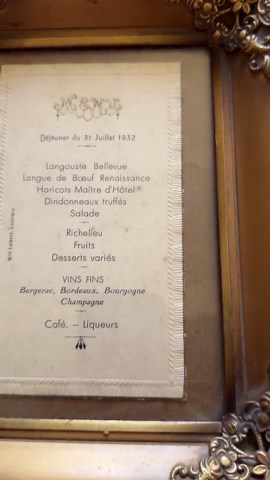 MENU
Déjeuner du 31 Juillet 1932
Langouste Bellevue
Langue de Bœuf Renaissance
Haricots Maître d'Hôtel
Dindonneaux truffés
Salade
Richelieu
Fruits
Desserts variés
VINS FINS
Bergerac, Bordeaux, Bourgogne
Champagne
Café. -- Liqueurs